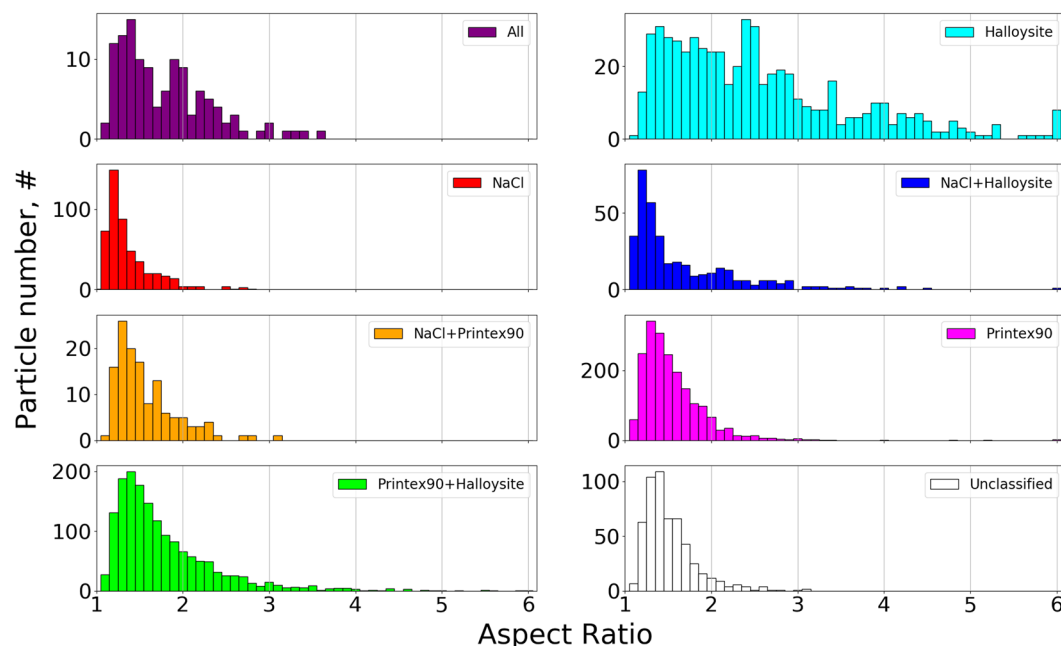 All
10
0
Halloysite
20
0
NaCl
100
0
NaCl+Halloysite
50
0
NaCl+Printex90
20
10
0
Printex90
200
0
Printex90+Halloysite
200
100
0
1 2 3 4 5 6
Unclassified
100
50
0
1 2 3 4 5 6
Particle number, #
Aspect Ratio